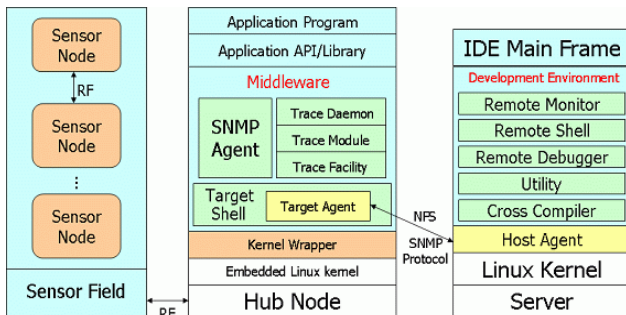 Sensor
Node
RF
Sensor
Node
Sensor
Node
Sensor Field
RF
Application Program
Application API/Library
Middleware
SNMP
Agent
Trace Daemon
Trace Module
Trace Facility
Target
Shell
Target Agent
Kernel Wrapper
Embedded Linux kernel
Hub Node
NFS
SNMP
Protocol
IDE Main Frame
Development Environment
Remote Monitor
Remote Shell
Remote Debugger
Utility
Cross Compiler
Host Agent
Linux Kernel
Server